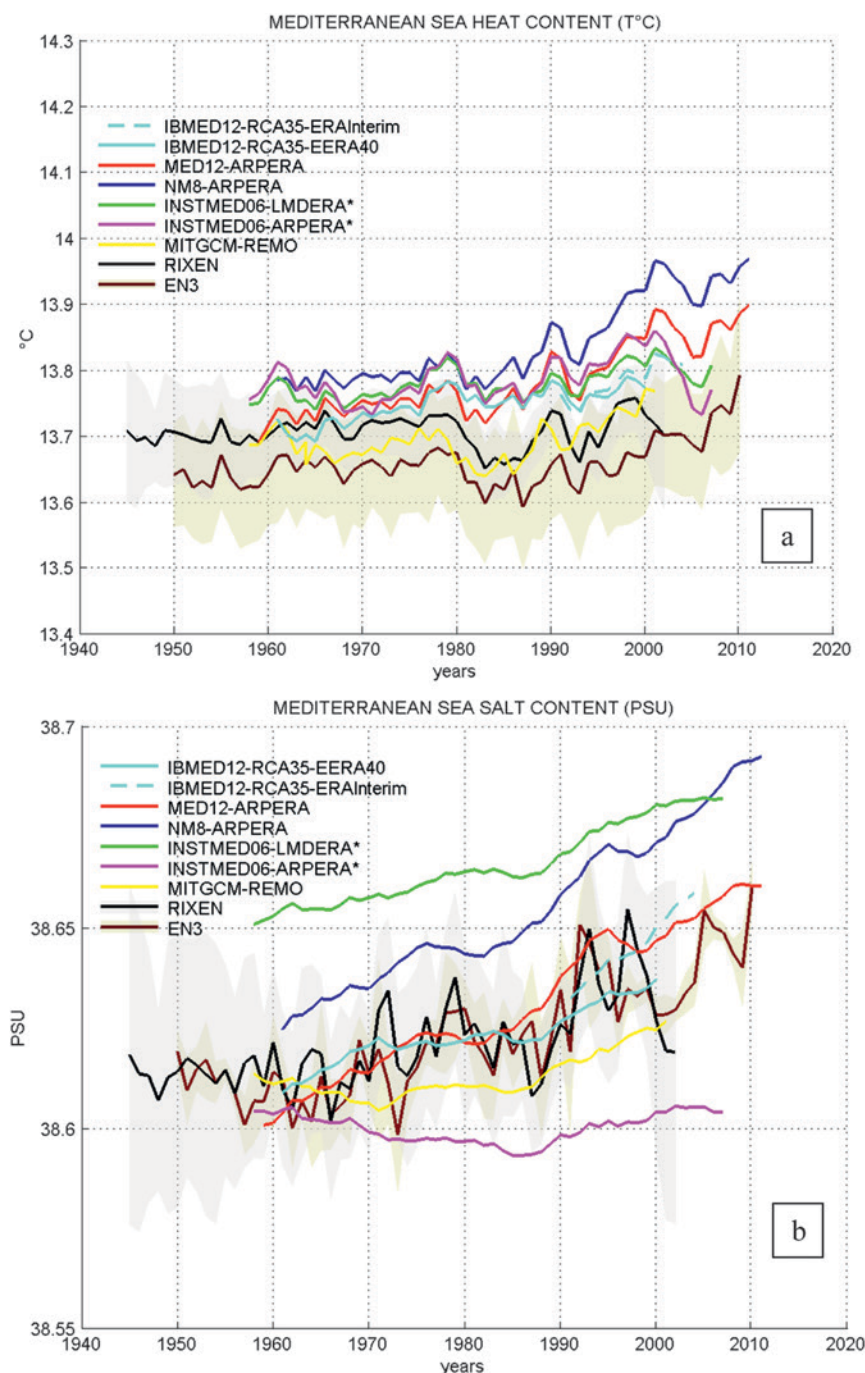 MEDITERRANEAN SEA HEAT CONTENT (T°C)
14.3
14.2
14.1
14
13.9
13.8
13.7
13.6
13.5
13.4
°C
IBMED12-RCA35-ERAInterim
IBMED12-RCA35-EERA40
MED12-ARPERA
NM8-ARPERA
INSTMED06-LMDERA*
INSTMED06-ARPERA*
MITGCM-REMO
RIXEN
EN3
a
1940 1950 1960 1970 1980 1990 2000 2010 2020
years
MEDITERRANEAN SEA SALT CONTENT (PSU)
38.7
38.65
38.6
38.55
PSU
IBMED12-RCA35-EERA40
IBMED12-RCA35-ERAInterim
MED12-ARPERA
NM8-ARPERA
INSTMED06-LMDERA*
INSTMED06-ARPERA*
MITGCM-REMO
RIXEN
EN3
b
1940 1950 1960 1970 1980 1990 2000 2010 2020
years